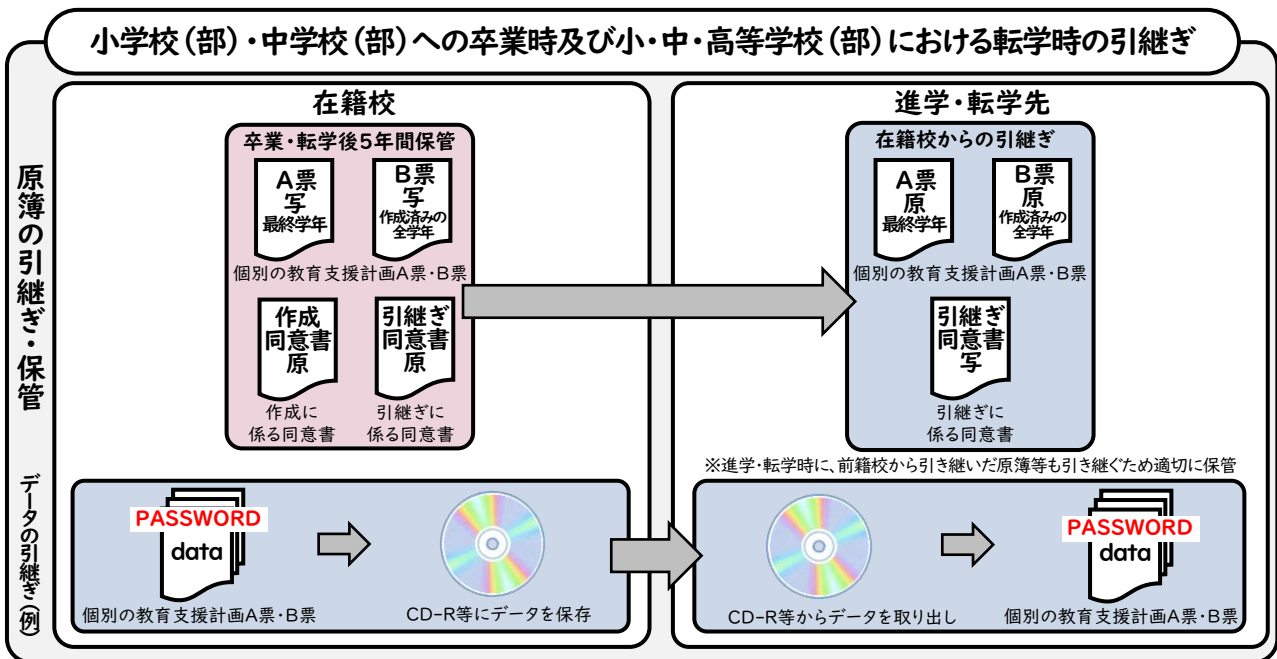 小学校(部)・中学校(部)への卒業時及び小・中・高等学校(部)における転学時の引継ぎ
原簿の引継ぎ・保管
在籍校
卒業・転学後5年間保管
A票
写
最終学年
B票
写
作成済みの
全学年
個別の教育支援計画A票・B票
作成
同意書
原
引継ぎ
同意書
原
作成に
係る同意書
引継ぎに
係る同意書
進学・転学先
在籍校からの引継ぎ
A票
原
最終学年
B票
原
作成済みの
全学年
個別の教育支援計画A票・B票
引継ぎ
同意書
写
引継ぎに
係る同意書
※進学・転学時に、前籍校から引き継いだ原簿等も引き継ぐため適切に保管
データの引継ぎ(例)
PASSWORD
data
個別の教育支援計画A票・B票
CD-R等にデータを保存
CD-R等からデータを取り出し
PASSWORD
data
個別の教育支援計画A票・B票